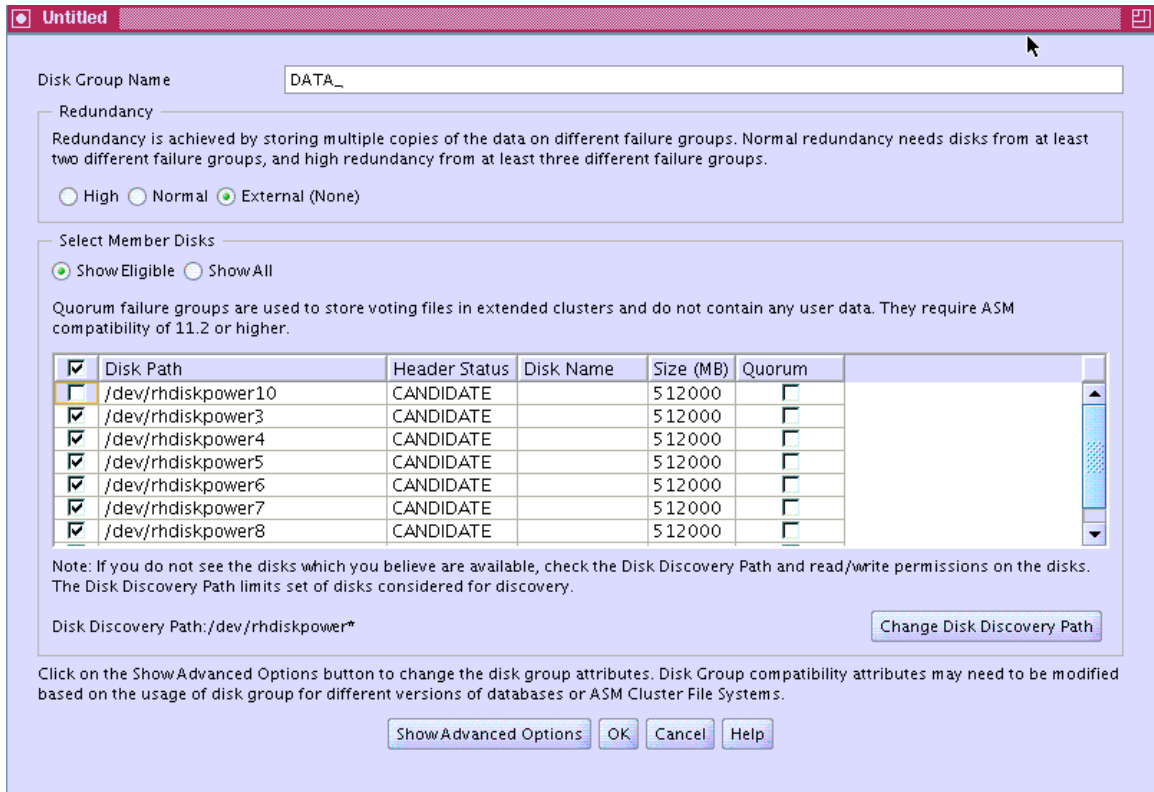 Untitled
Disk Group Name DATA_
Redundancy
Redundancy is achieved by storing multiple copies of the data on different failure groups. Normal redundancy needs disks from at least
two different failure groups, and high redundancy from at least three different failure groups.
High Normal External (None)
Select Member Disks
Show Eligible Show All
Quorum failure groups are used to store voting files in extended clusters and do not contain any user data. They require ASM
compatibility of 11.2 or higher.
Disk Path Header Status Disk Name Size (MB) Quorum
/dev/rhdiskpower10 CANDIDATE 512000
/dev/rhdiskpower3 CANDIDATE 512000
/dev/rhdiskpower4 CANDIDATE 512000
/dev/rhdiskpower5 CANDIDATE 512000
/dev/rhdiskpower6 CANDIDATE 512000
/dev/rhdiskpower7 CANDIDATE 512000
/dev/rhdiskpower8 CANDIDATE 512000
Note: If you do not see the disks which you believe are available, check the Disk Discovery Path and read/write permissions on the disks.
The Disk Discovery Path limits set of disks considered for discovery.
Disk Discovery Path:/dev/rhdiskpower* Change Disk Discovery Path
Click on the Show Advanced Options button to change the disk group attributes. Disk Group compatibility attributes may need to be modified
based on the usage of disk group for different versions of databases or ASM Cluster File Systems.
Show Advanced Options OK Cancel Help